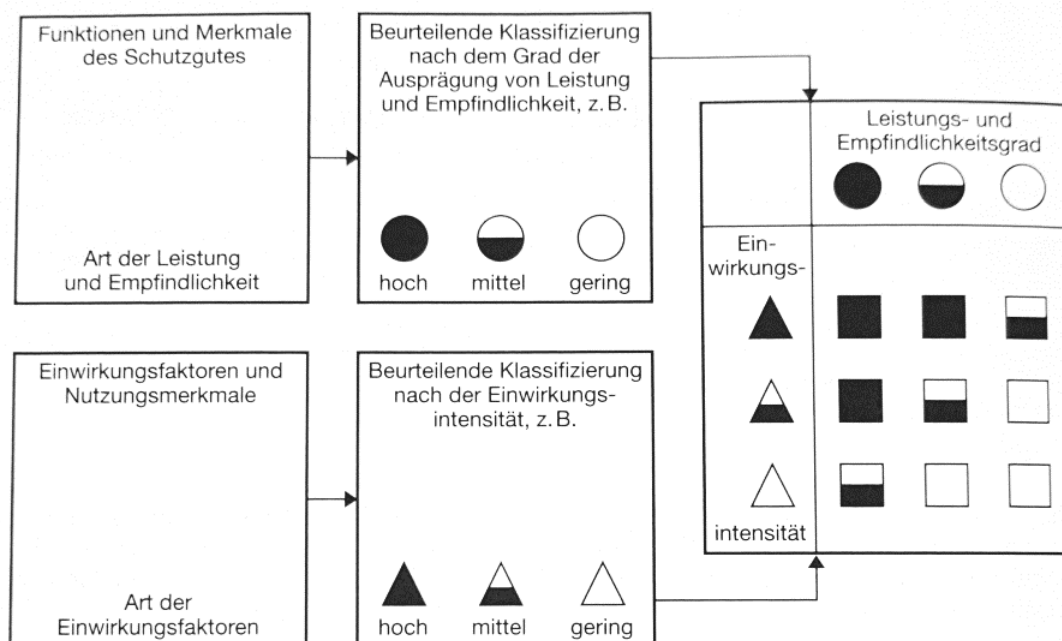 Funktionen und Merkmale
des Schutzgutes
Art der Leistung
und Empfindlichkeit
Beurteilende Klassifizierung
nach dem Grad der
Ausprägung von Leistung
und Empfindlichkeit, z. B.
hoch mittel gering
Einwirkungsfaktoren und
Nutzungsmerkmale
Art der
Einwirkungsfaktoren
Beurteilende Klassifizierung
nach der Einwirkungs-
intensität, z. B.
hoch mittel gering
Leistungs- und
Empfindlichkeitsgrad
Ein-
wirkungs-
intensität